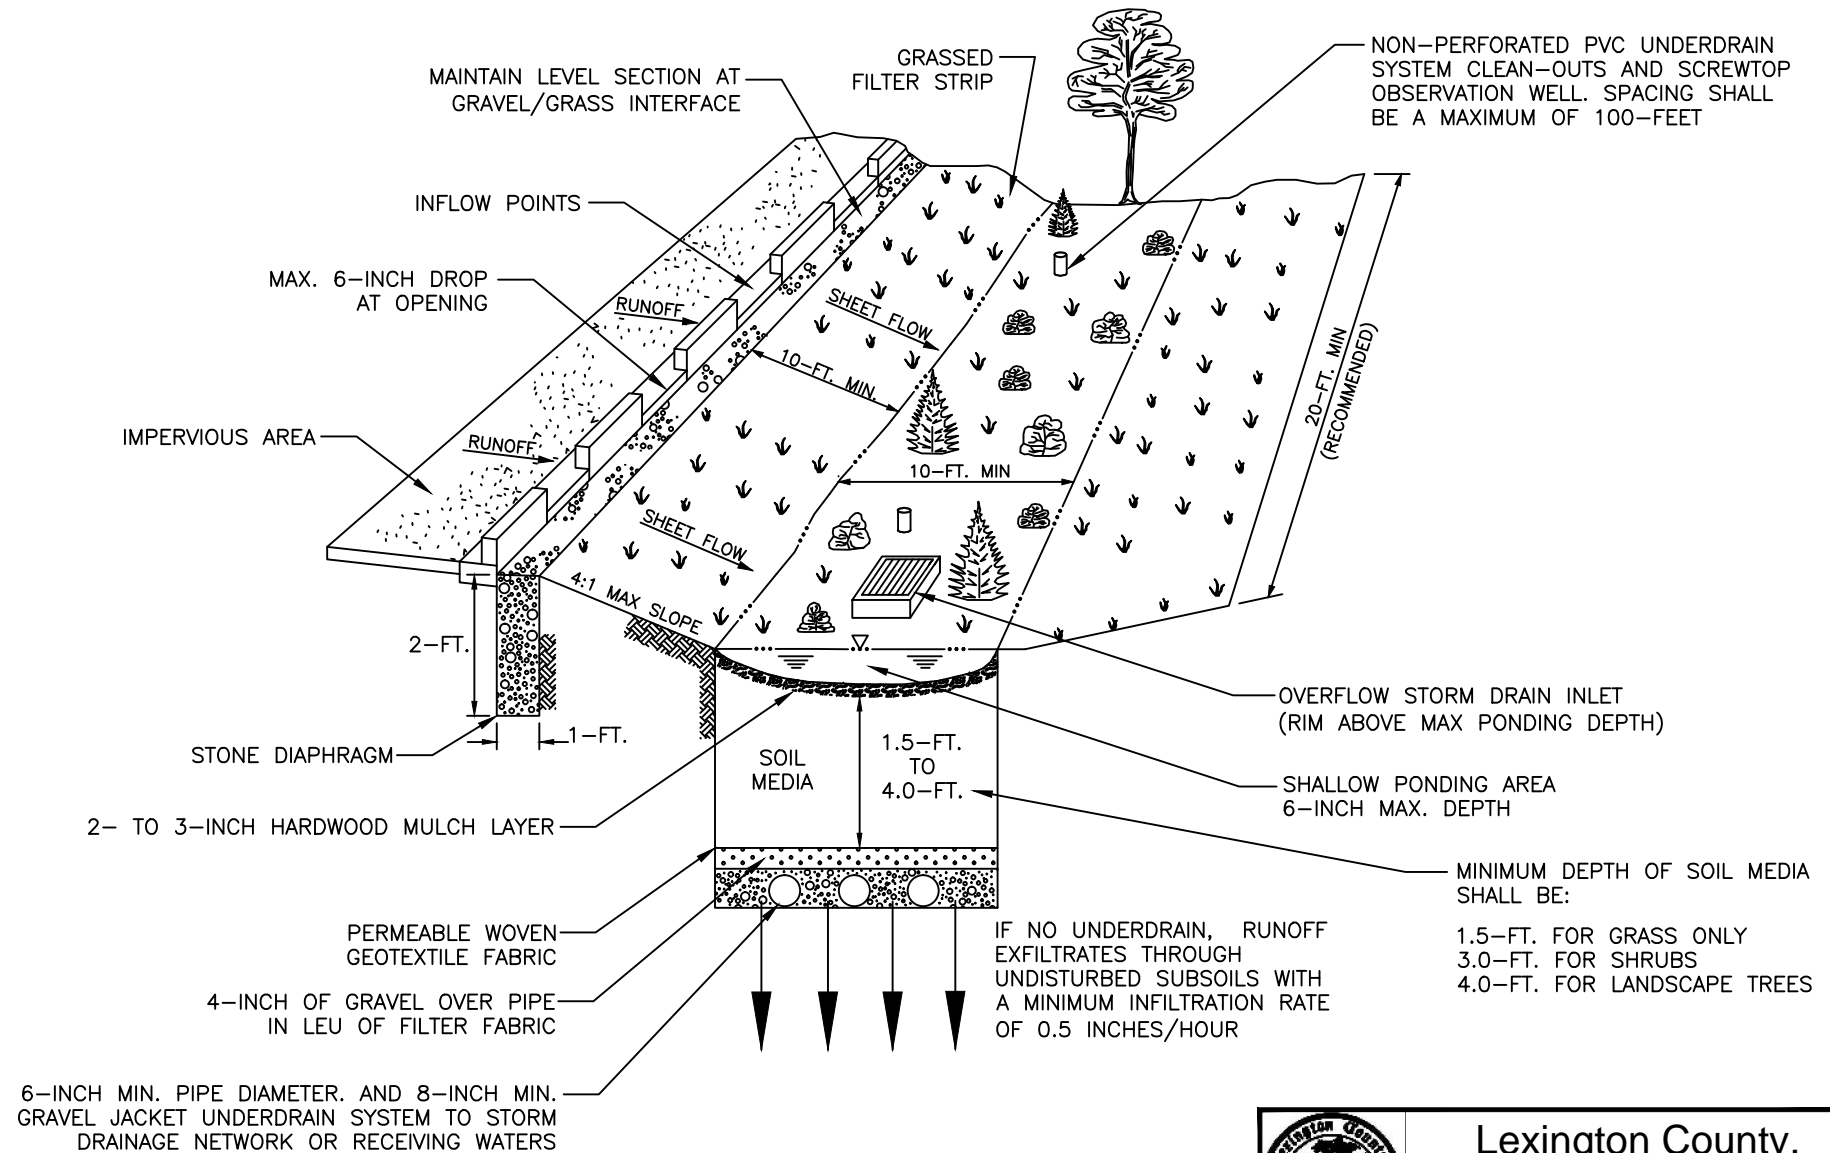 GRASSED
FILTER STRIP
NON-PERFORATED PVC UNDERDRAIN
SYSTEM CLEAN-OUTS AND SCREWTOP
OBSERVATION WELL. SPACING SHALL
BE A MAXIMUM OF 100-FEET
MAINTAIN LEVEL SECTION AT
GRAVEL/GRASS INTERFACE
INFLOW POINTS
MAX. 6-INCH DROP
AT OPENING
RUNOFF
SHEET FLOW
10-FT. MIN.
20-FT. MIN
(RECOMMENDED)
IMPERVIOUS AREA
RUNOFF
10-FT. MIN
SHEET FLOW
4:1 MAX SLOPE
2-FT.
1-FT.
STONE DIAPHRAGM
OVERFLOW STORM DRAIN INLET
(RIM ABOVE MAX PONDING DEPTH)
SOIL
MEDIA
1.5-FT.
TO
4.0-FT.
SHALLOW PONDING AREA
6-INCH MAX. DEPTH
2- TO 3-INCH HARDWOOD MULCH LAYER
MINIMUM DEPTH OF SOIL MEDIA
SHALL BE:
1.5-FT. FOR GRASS ONLY
3.0-FT. FOR SHRUBS
4.0-FT. FOR LANDSCAPE TREES
PERMEABLE WOVEN
GEOTEXTILE FABRIC
IF NO UNDERDRAIN, RUNOFF
EXFILTRATES THROUGH
UNDISTURBED SUBSOILS WITH
A MINIMUM INFILTRATION RATE
OF 0.5 INCHES/HOUR
4-INCH OF GRAVEL OVER PIPE
IN LEU OF FILTER FABRIC
6-INCH MIN. PIPE DIAMETER. AND 8-INCH MIN.
GRAVEL JACKET UNDERDRAIN SYSTEM TO STORM
DRAINAGE NETWORK OR RECEIVING WATERS
Lexington County,